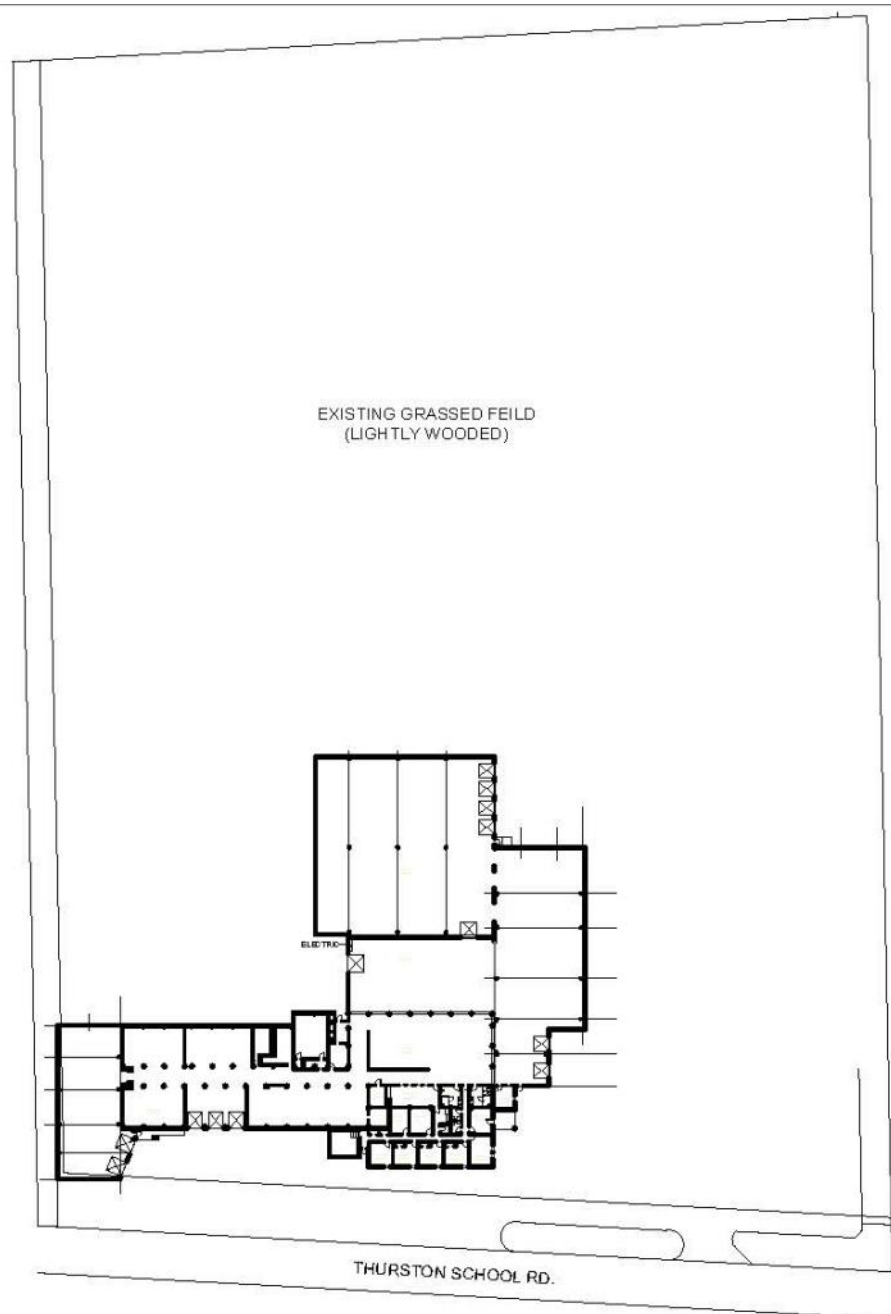 EXISTING GRASSED FEILD
(LIGHTLY WOODED)
ELECTRIC
THURSTON SCHOOL RD.